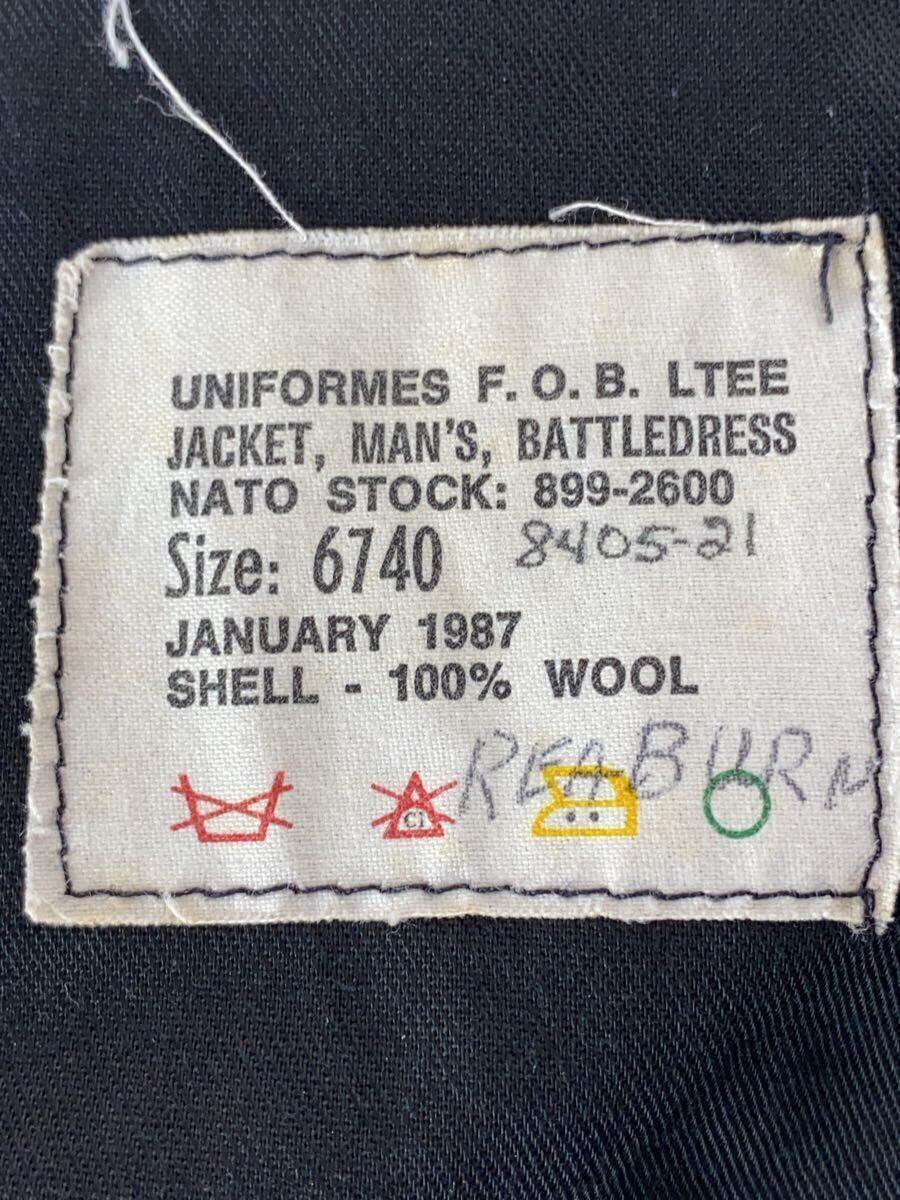 UNIFORMES F.O.B. LTEE
JACKET, MAN'S, BATTLEDRESS
NATO STOCK: 899-2600
Size: 6740 8405-21
JANUARY 1987
SHELL - 100% WOOL
REABURN
Cl